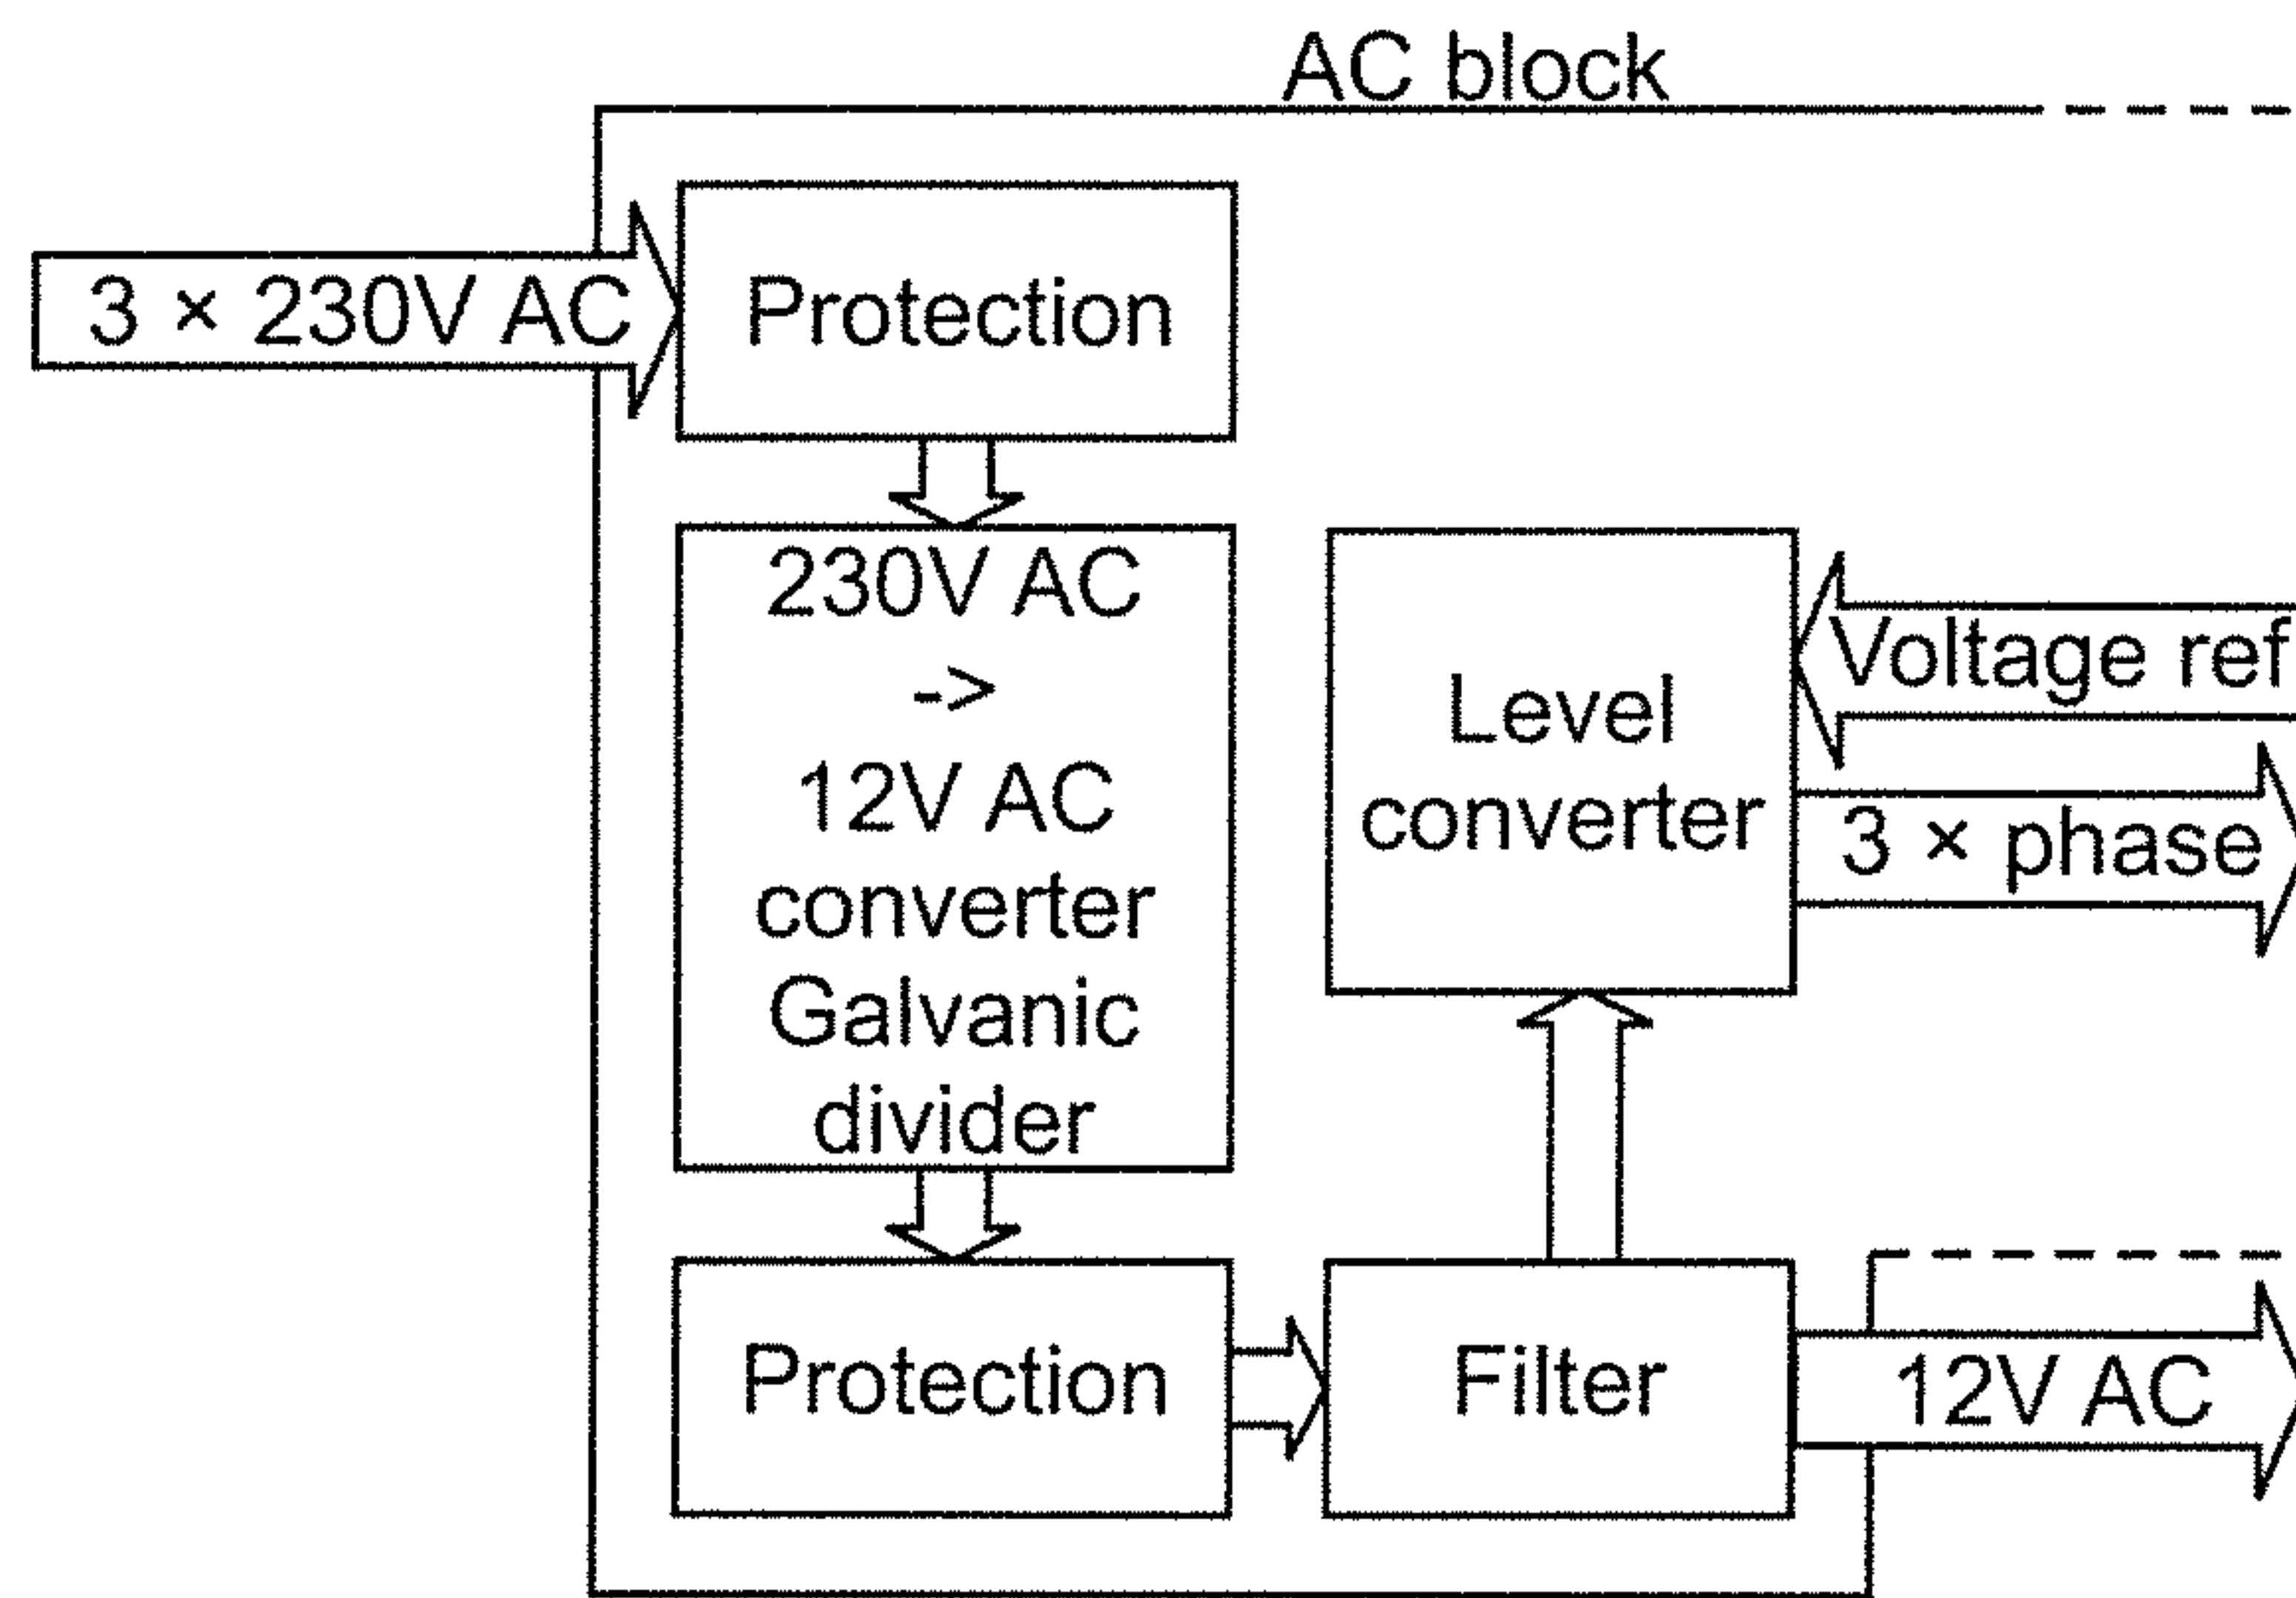 AC block
3 × 230V AC
Protection
230V AC
->
12V AC
converter
Galvanic
divider
Level
converter
Voltage ref
3 × phase
Protection
Filter
12V AC